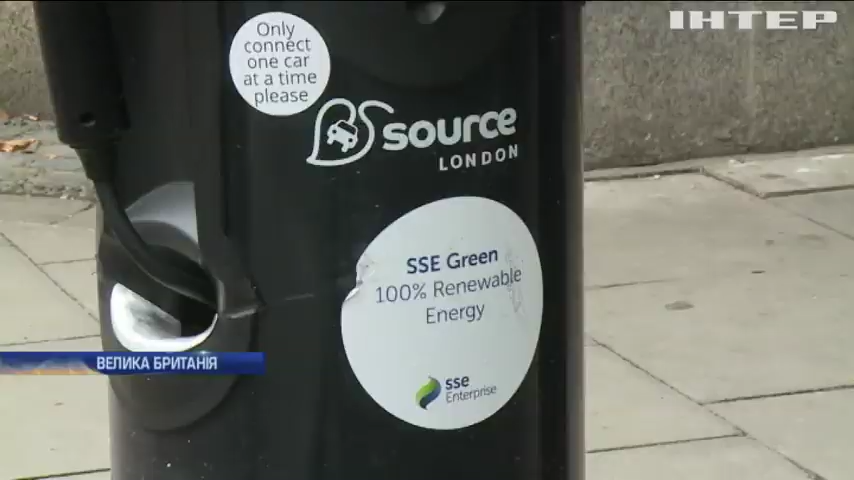 ІНТЕР
Only
connect
one car
at a time
please
source
LONDON
SSE Green
100% Renewable
Energy
sse
Enterprise
ВЕЛИКА БРИТАНІЯ